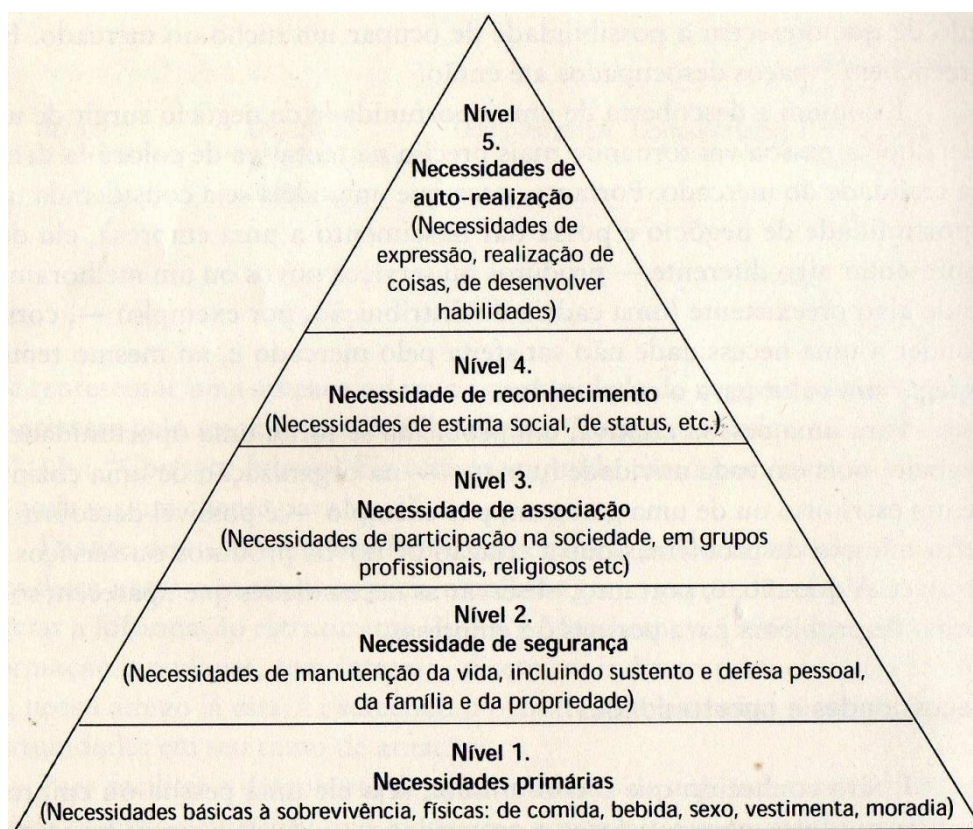 Nível
5.
Necessidades de
auto-realização
(Necessidades de
expressão, realização de
coisas, de desenvolver
habilidades)
Nível 4.
Necessidade de reconhecimento
(Necessidades de estima social, de status, etc.)
Nível 3.
Necessidade de associação
(Necessidades de participação na sociedade, em grupos
profissionais, religiosos etc)
Nível 2.
Necessidade de segurança
(Necessidades de manutenção da vida, incluindo sustento e defesa pessoal,
da família e da propriedade)
Nível 1.
Necessidades primárias
(Necessidades básicas à sobrevivência, físicas: de comida, bebida, sexo, vestimenta, moradia)